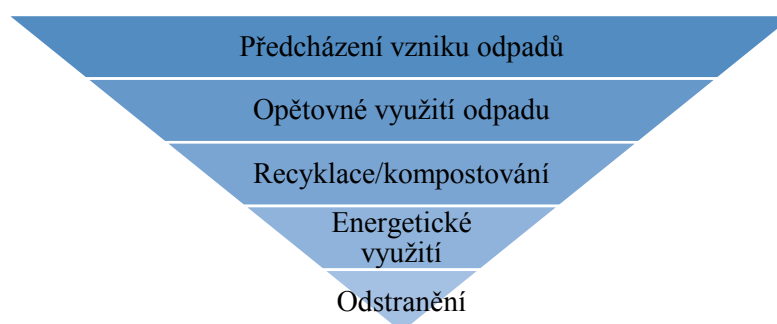 Předcházení vzniku odpadů
Opětovné využití odpadu
Recyklace/kompostování
Energetické
využití
Odstranění